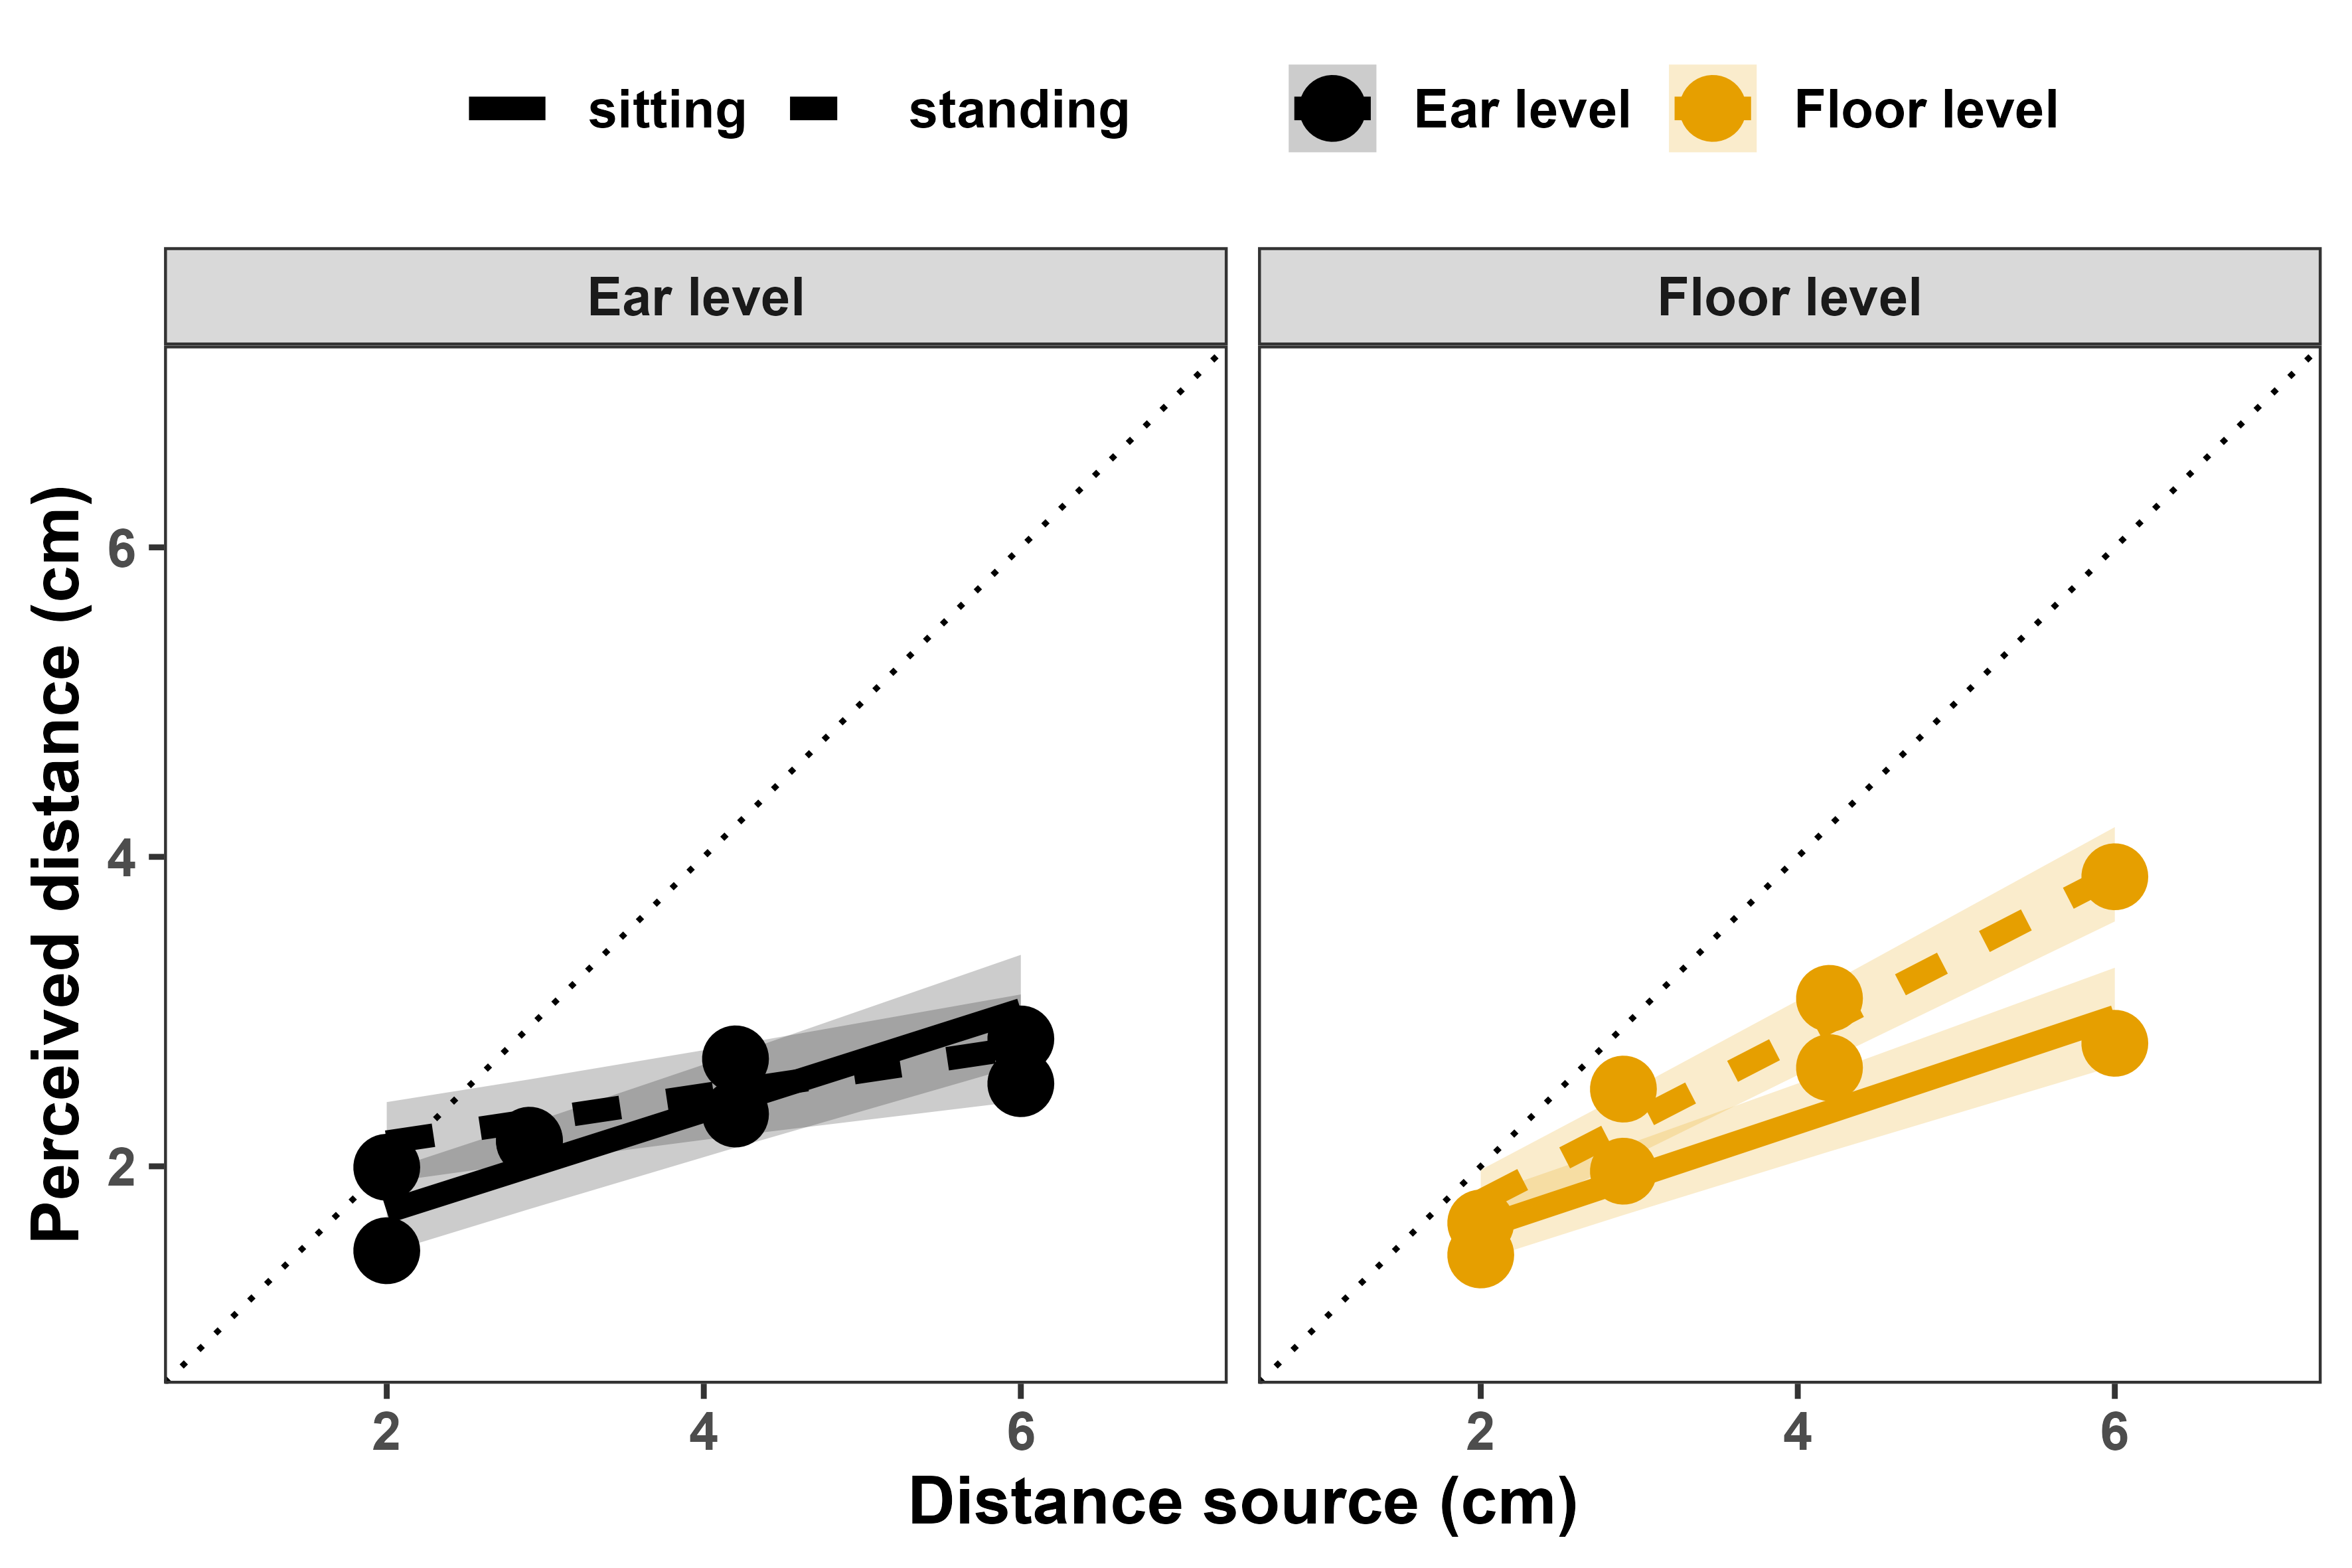 sitting standing Ear level Floor level
Ear level Floor level
Perceived distance (cm)
6
4
2
2 4 6 2 4 6
Distance source (cm)